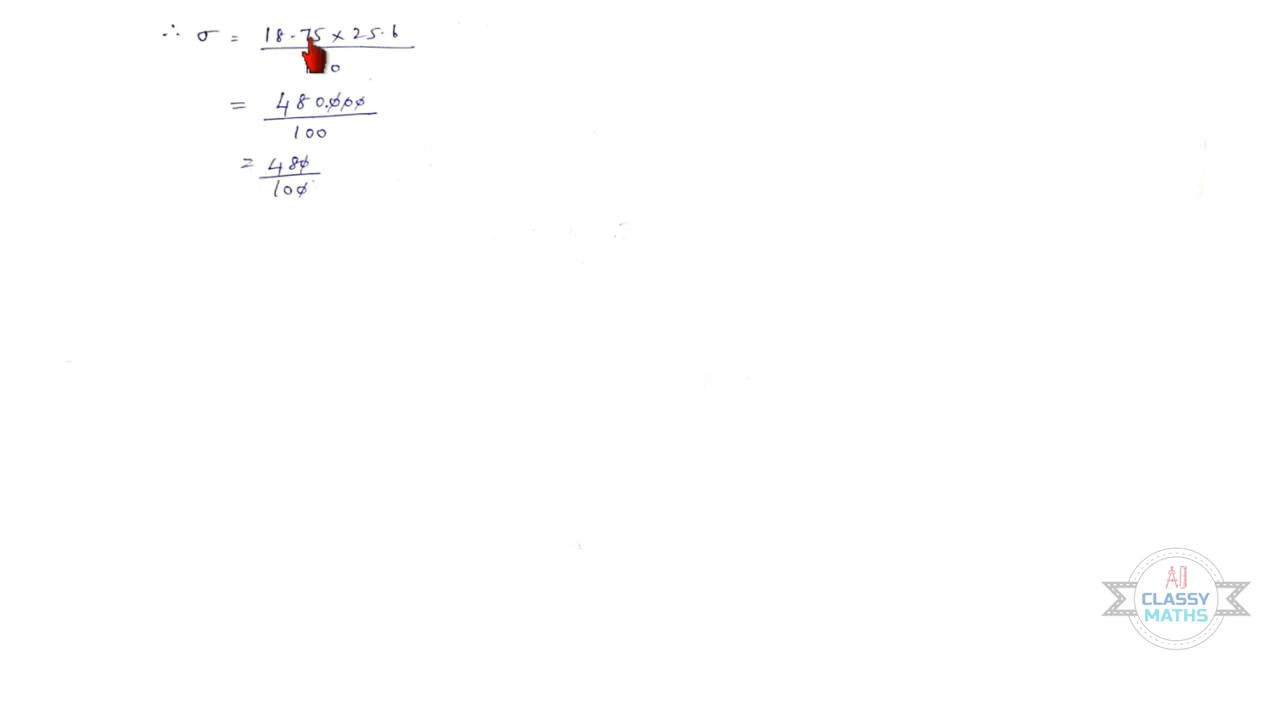 ∴ σ = 18.75 × 25.6
= 480.000
100
= 480
100
CLASSY
MATHS